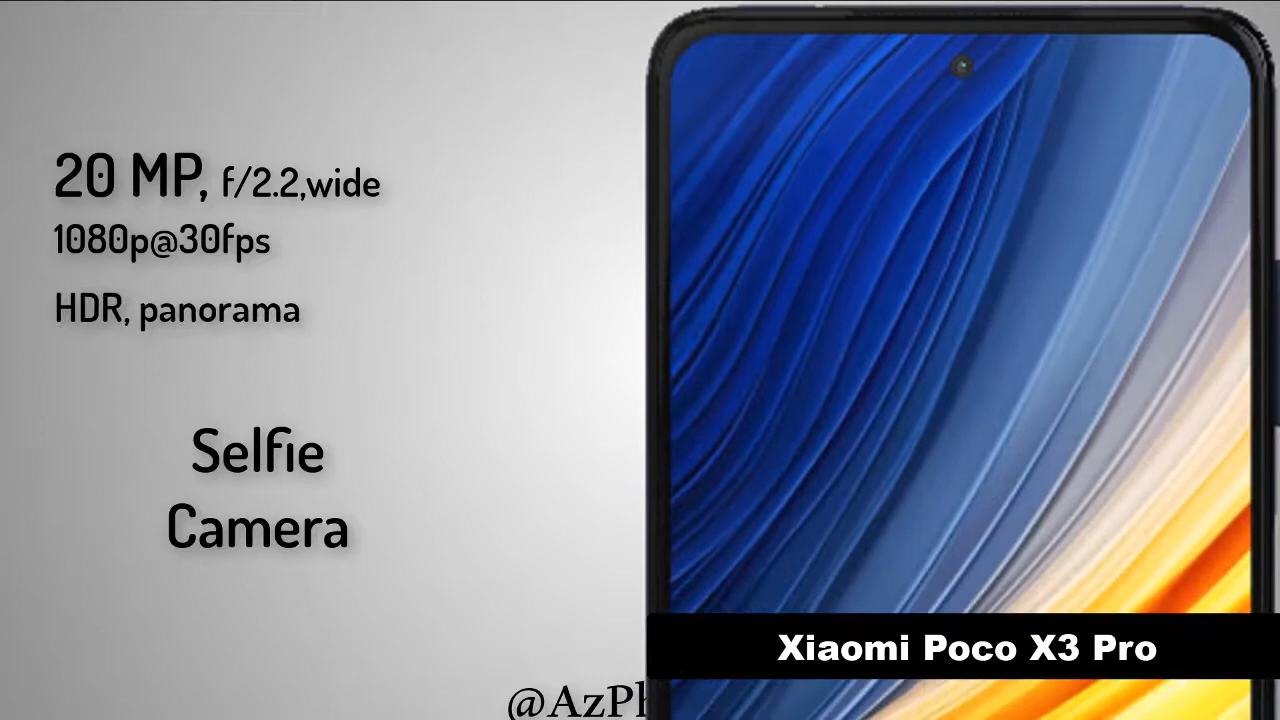 20 MP, f/2.2,wide
1080p@30fps
HDR, panorama
Selfie
Camera
Xiaomi Poco X3 Pro